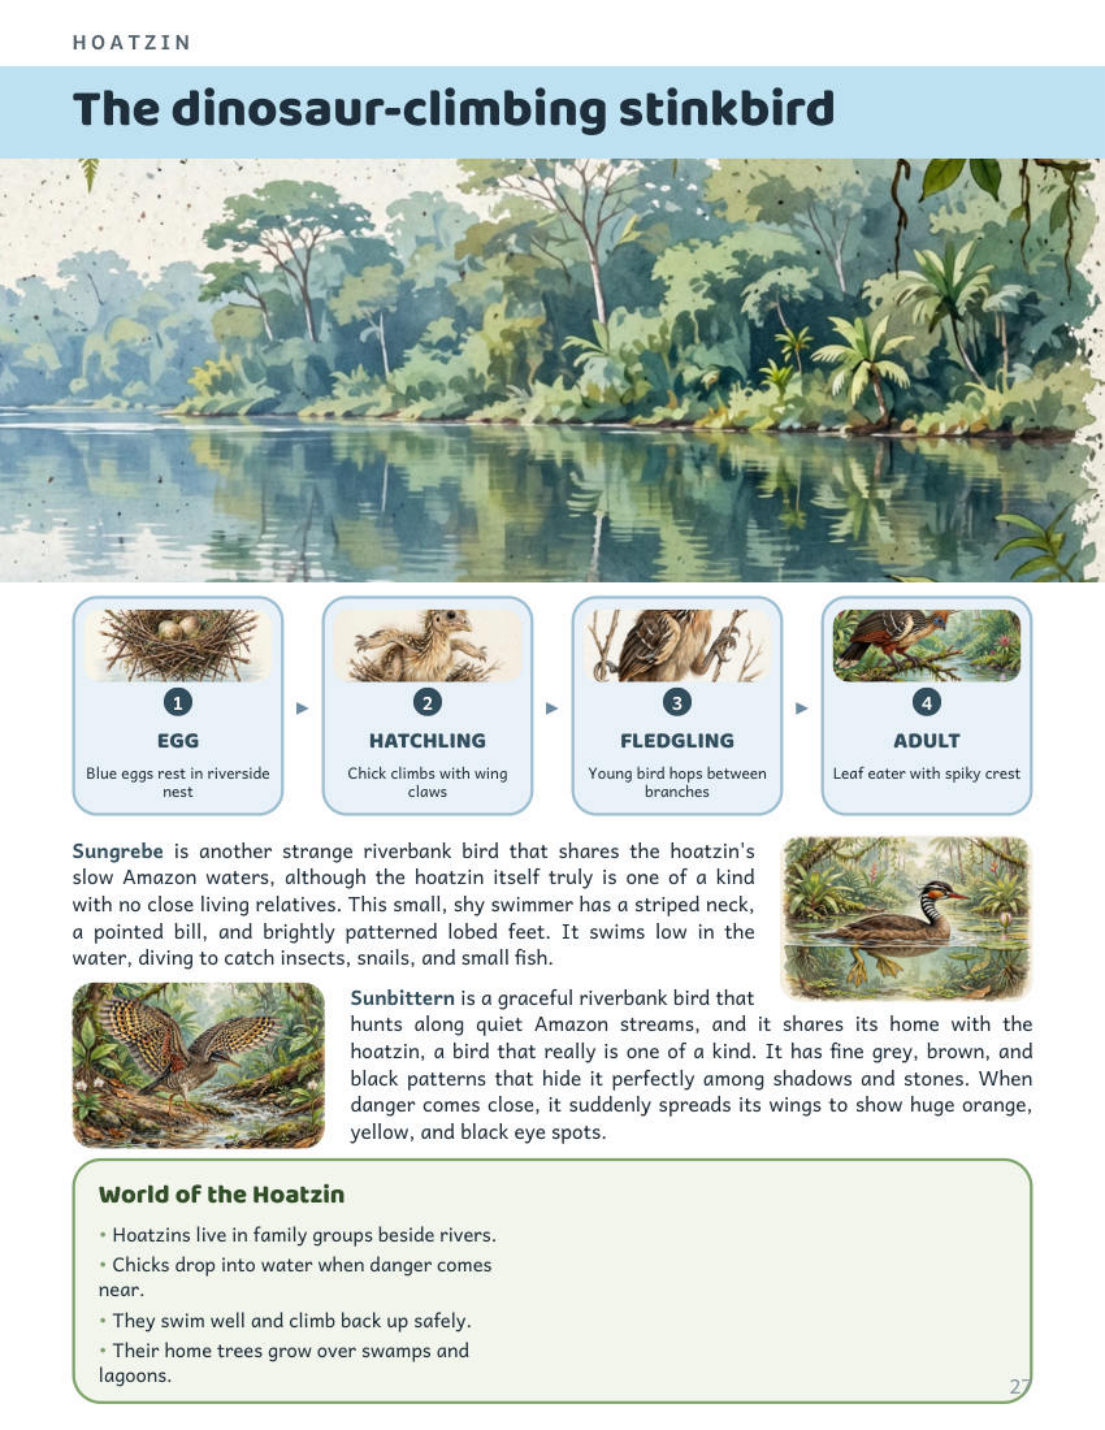 HOATZIN
The dinosaur-climbing stinkbird
1
EGG
Blue eggs rest in riverside
nest
2
HATCHLING
Chick climbs with wing
claws
3
FLEDGLING
Young bird hops between
branches
4
ADULT
Leaf eater with spiky crest
Sungrebe is another strange riverbank bird that shares the hoatzin's
slow Amazon waters, although the hoatzin itself truly is one of a kind
with no close living relatives. This small, shy swimmer has a striped neck,
a pointed bill, and brightly patterned lobed feet. It swims low in the
water, diving to catch insects, snails, and small fish.
Sunbittern is a graceful riverbank bird that
hunts along quiet Amazon streams, and it shares its home with the
hoatzin, a bird that really is one of a kind. It has fine grey, brown, and
black patterns that hide it perfectly among shadows and stones. When
danger comes close, it suddenly spreads its wings to show huge orange,
yellow, and black eye spots.
World of the Hoatzin
• Hoatzins live in family groups beside rivers.
• Chicks drop into water when danger comes
near.
• They swim well and climb back up safely.
• Their home trees grow over swamps and
lagoons.
27